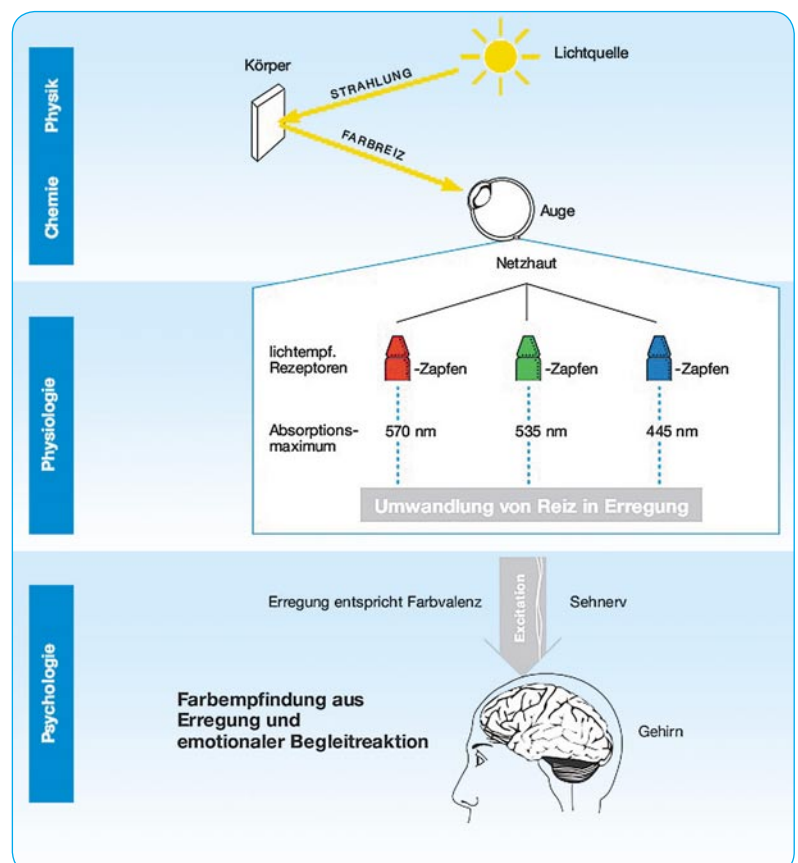 Physik
Chemie
Körper
Lichtquelle
STRAHLUNG
FARBREIZ
Auge
Netzhaut
Physiologie
lichtempf.
Rezeptoren
-Zapfen
-Zapfen
-Zapfen
Absorptions-
maximum
570 nm
535 nm
445 nm
Umwandlung von Reiz in Erregung
Psychologie
Erregung entspricht Farbvalenz
Excitation
Sehnerv
Farbempfindung aus
Erregung und
emotionaler Begleitreaktion
Gehirn